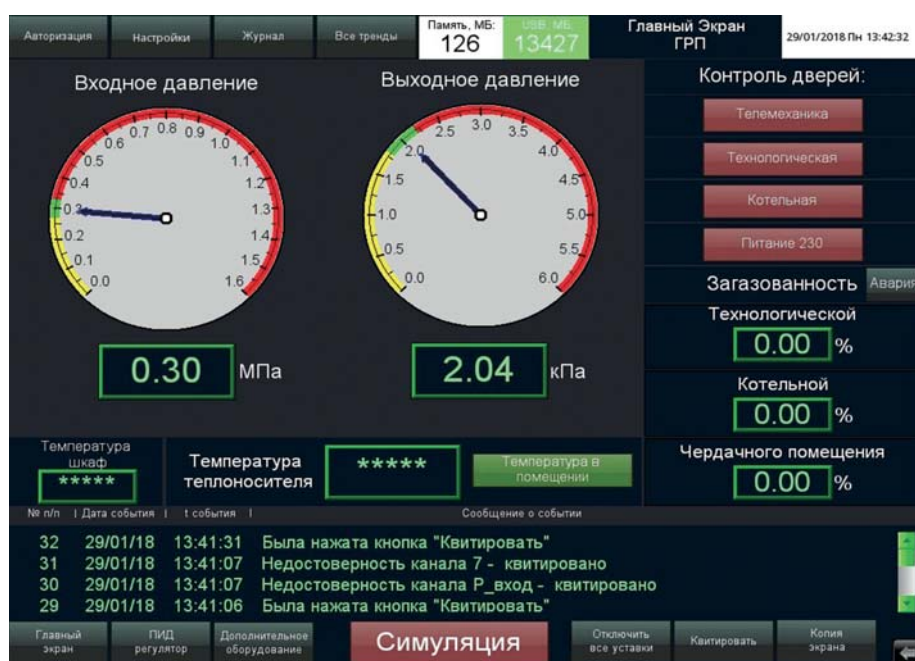 Авторизация
Настройки
Журнал
Все тренды
Память, МБ:
126
USB, МБ
13427
Главный Экран
ГРП
29/01/2018 Пн 13:42:32
Входное давление
0.0
0.1
0.2
0.3
0.4
0.5
0.6
0.7
0.8
0.9
1.0
1.1
1.2
1.3
1.4
1.5
1.6
0.30 МПа
Выходное давление
0.0
0.5
1.0
1.5
2.0
2.5
3.0
3.5
4.0
4.5
5.0
5.5
6.0
2.04 кПа
Контроль дверей:
Телемеханика
Технологическая
Котельная
Питание 230
Загазованность Авария
Технологической
0.00 %
Котельной
0.00 %
Чердачного помещения
0.00 %
Температура
шкаф
*****
Температура
теплоносителя
*****
Температура в
помещении
№ п/п | Дата события | t события | Сообщение о событии
32 29/01/18 13:41:31 Была нажата кнопка "Квитировать"
31 29/01/18 13:41:07 Недостоверность канала 7 - квитировано
30 29/01/18 13:41:07 Недостоверность канала P_вход - квитировано
29 29/01/18 13:41:06 Была нажата кнопка "Квитировать"
Главный
экран
ПИД
регулятор
Дополнительное
оборудование
Симуляция
Отключить
все уставки
Квитировать
Копия
экрана